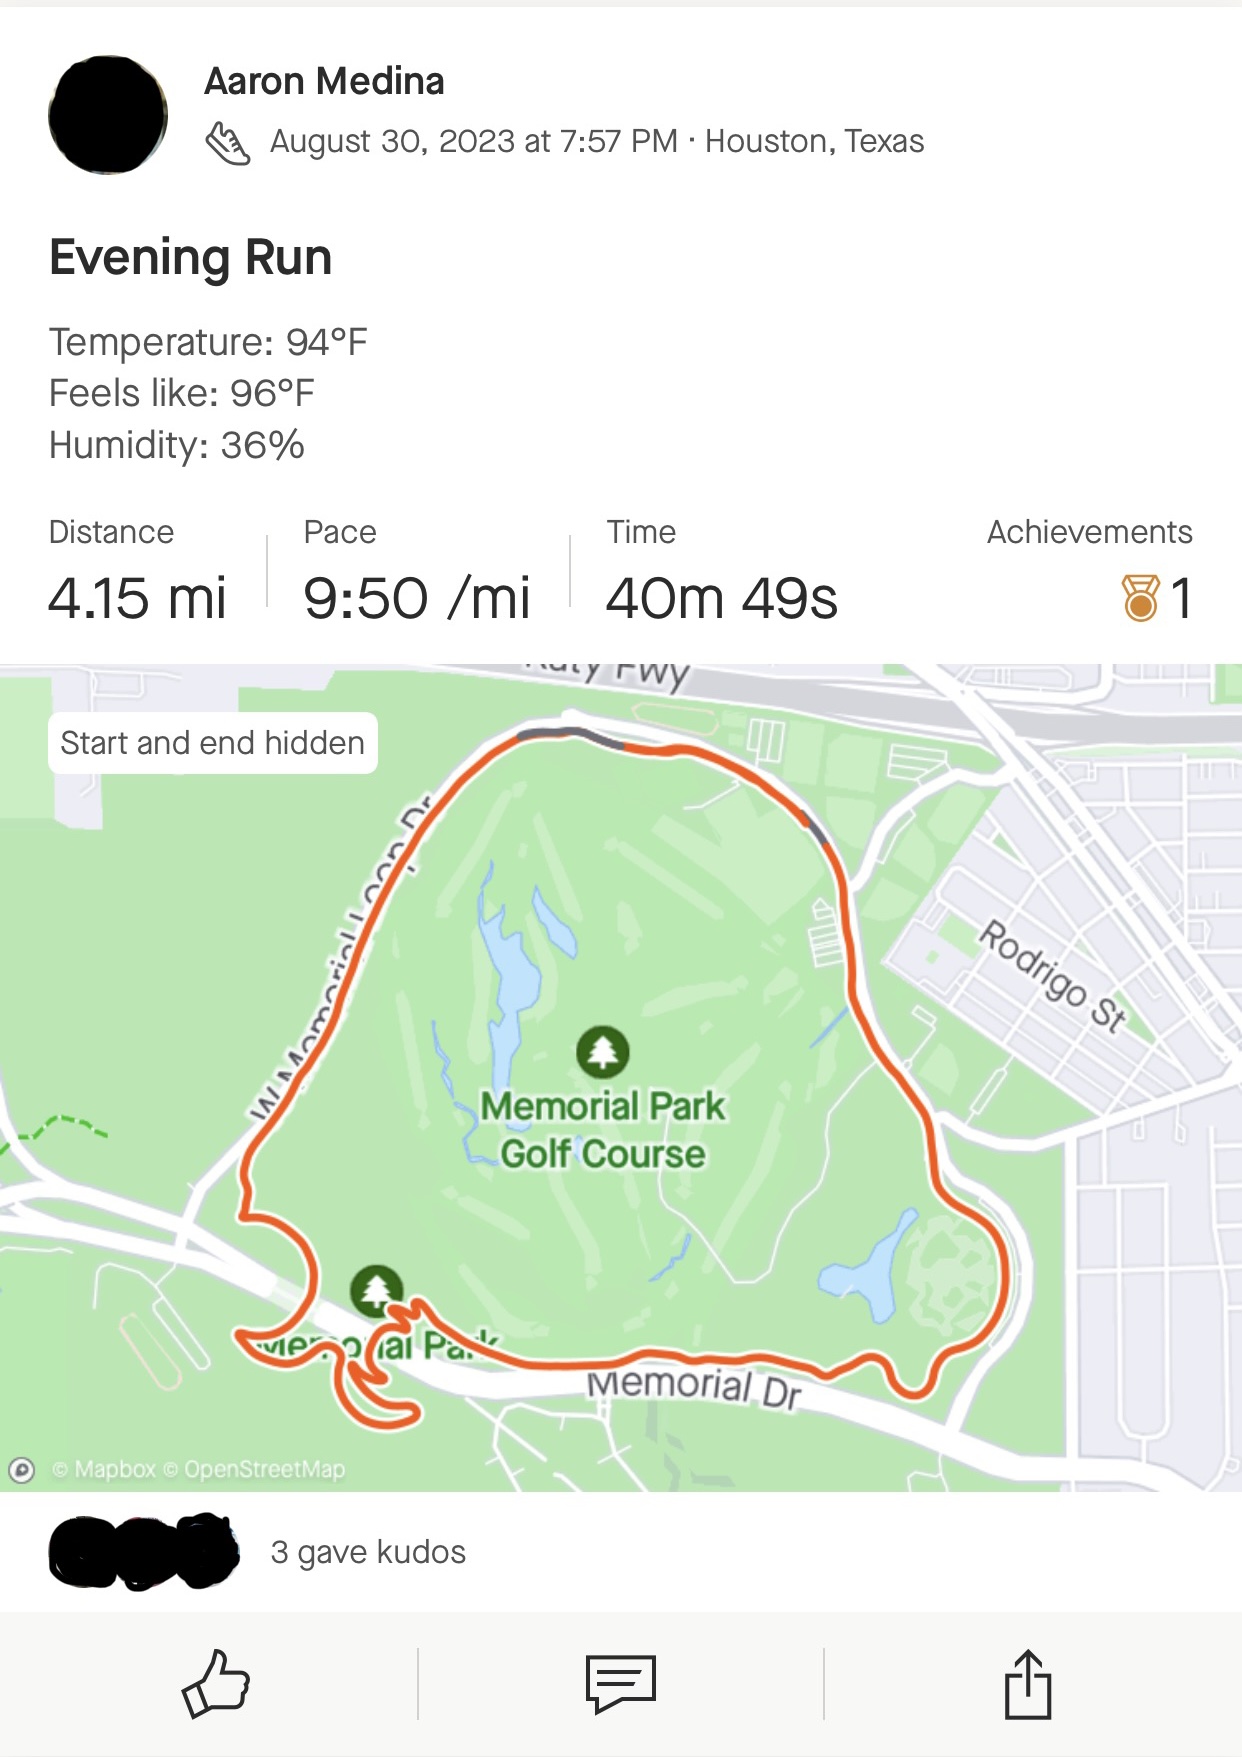 Aaron Medina
August 30, 2023 at 7:57 PM · Houston, Texas
Evening Run
Temperature: 94°F
Feels like: 96°F
Humidity: 36%
Distance
4.15 mi
Pace
9:50 /mi
Time
40m 49s
Achievements
1
Katy Fwy
Start and end hidden
W Memorial Loop Dr
Rodrigo St
Memorial Park
Golf Course
Memorial Park
Memorial Dr
© Mapbox © OpenStreetMap
3 gave kudos